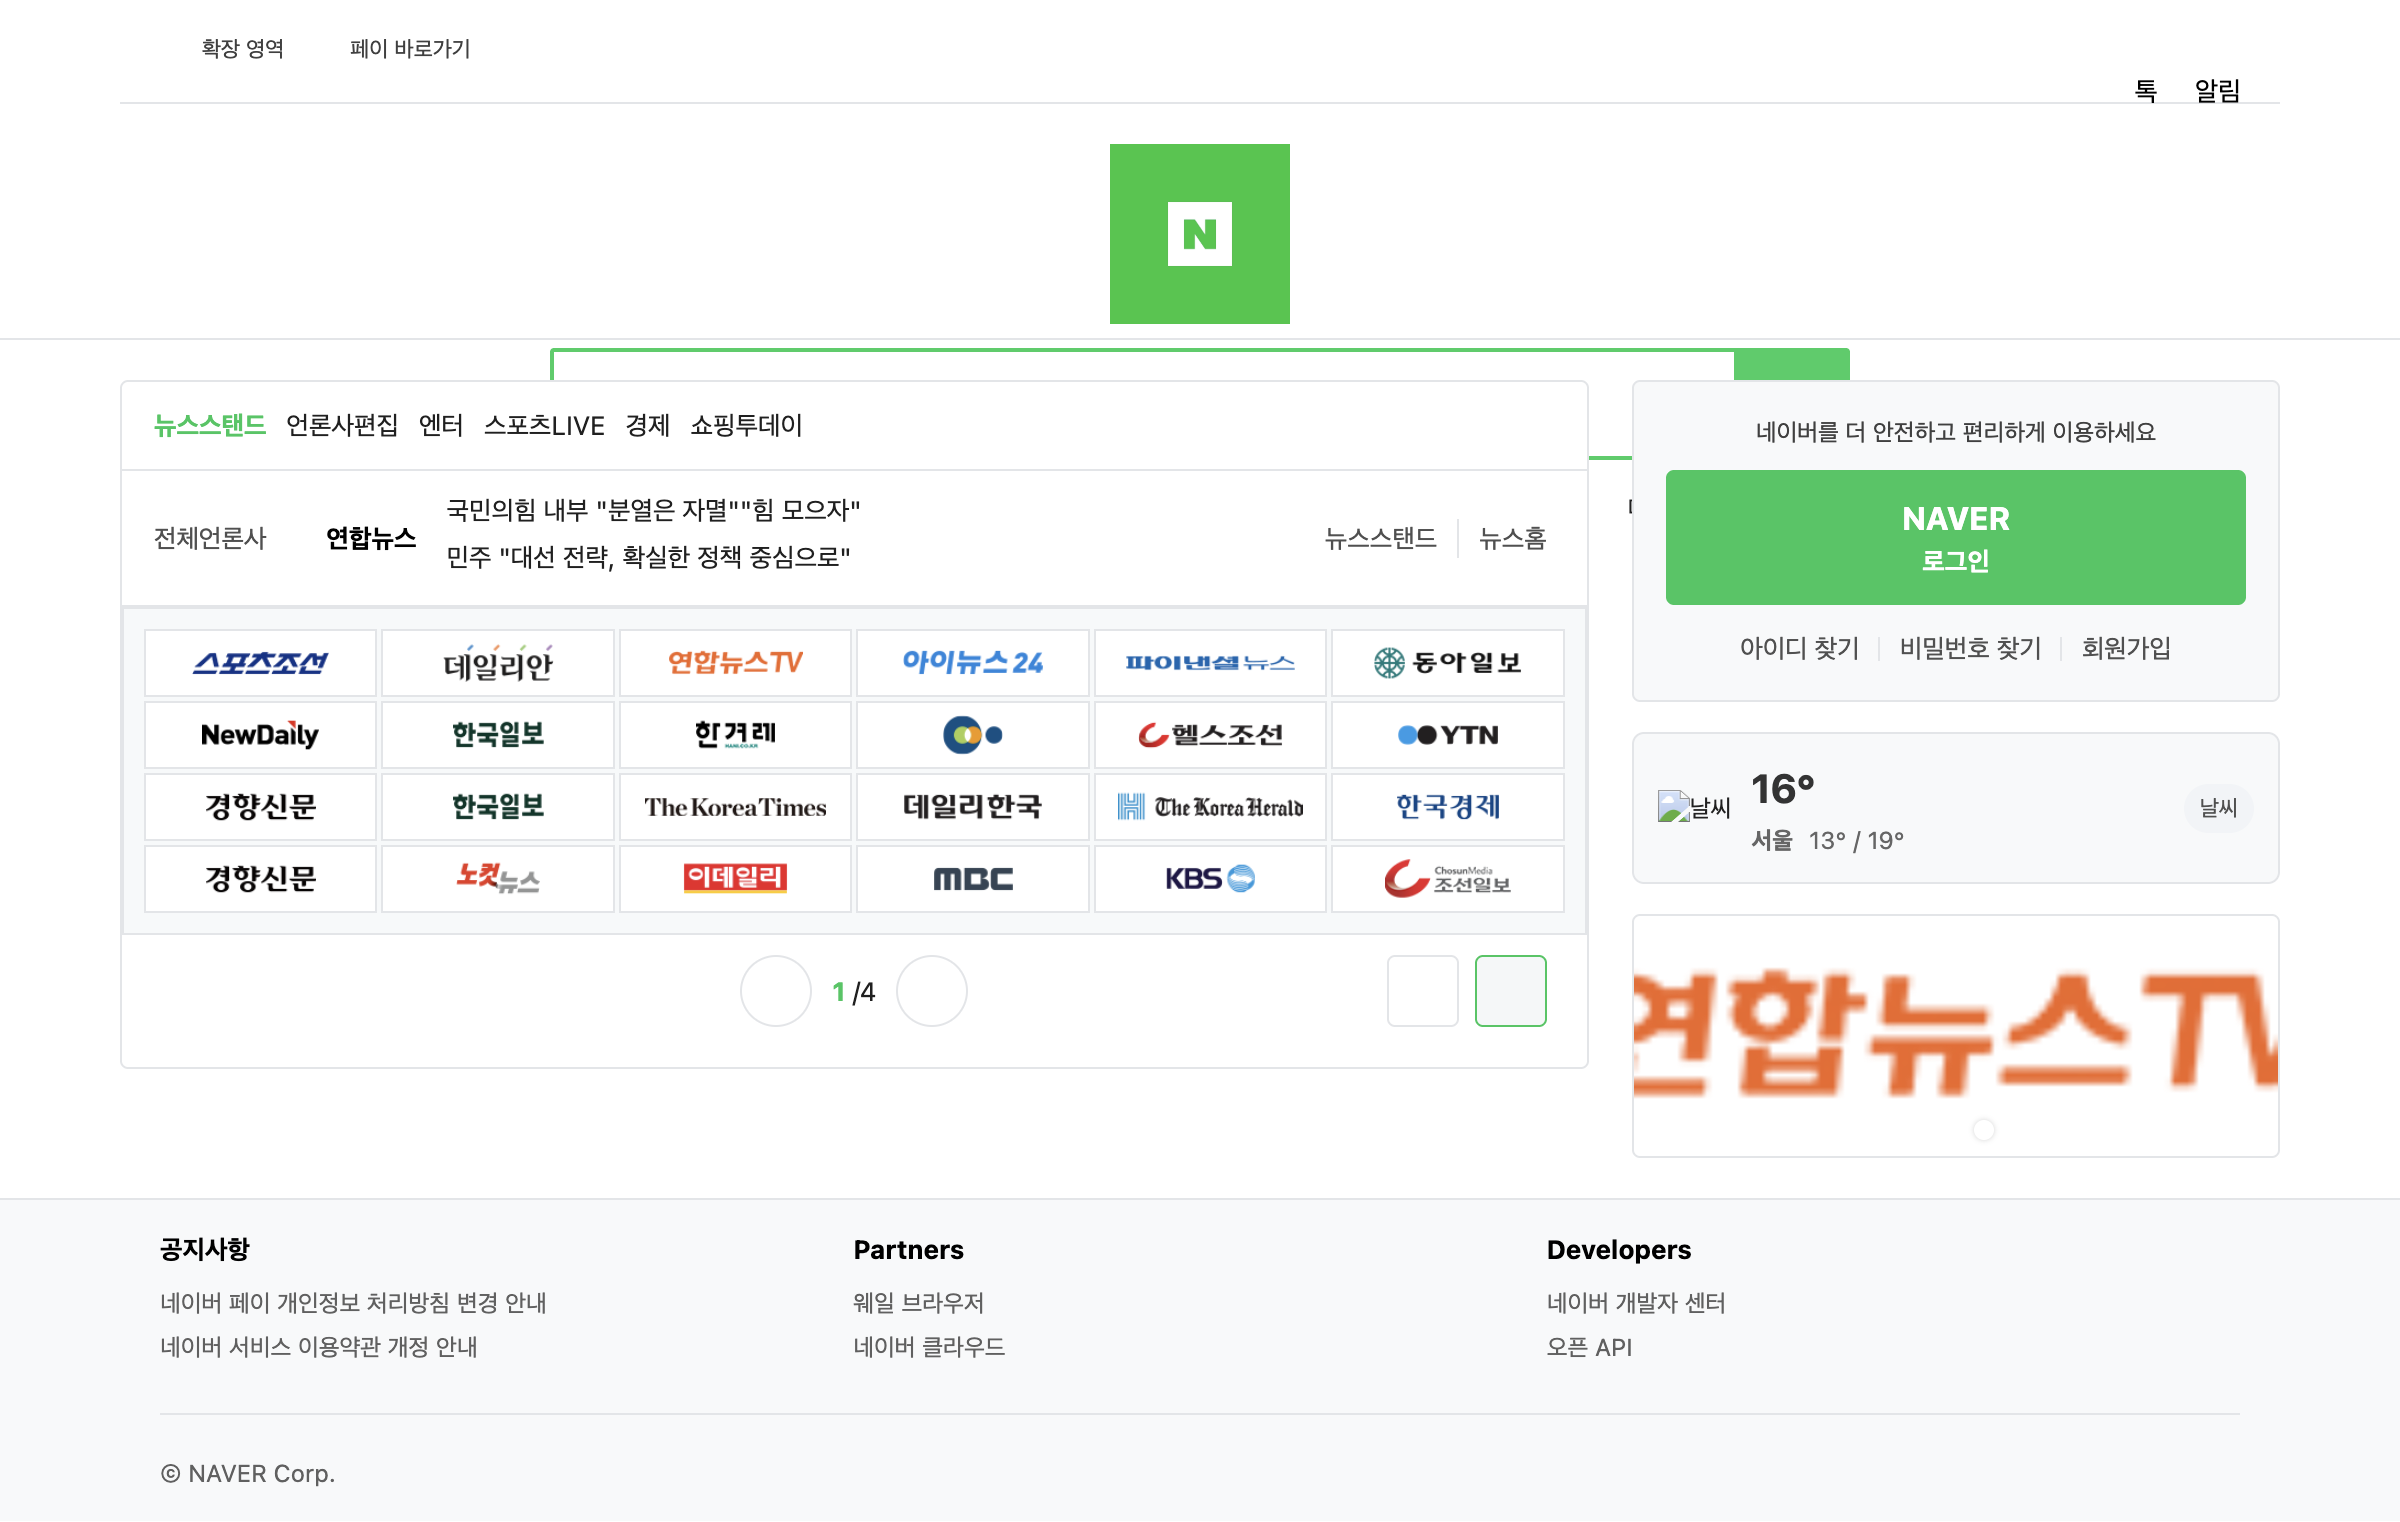 확장 영역 페이 바로가기
톡 알림
N
뉴스스탠드 언론사편집 엔터 스포츠LIVE 경제 쇼핑투데이
전체언론사 연합뉴스
국민의힘 내부 "분열은 자멸""힘 모으자"
민주 "대선 전략, 확실한 정책 중심으로"
뉴스스탠드 뉴스홈
스포츠조선 데일리안 연합뉴스TV 아이뉴스24 파이낸셜뉴스 동아일보
NewDaily 한국일보 한겨레 HANI.CO.KR 헬스조선 YTN
경향신문 한국일보 The Korea Times 데일리한국 The Korea Herald 한국경제
경향신문 노컷뉴스 이데일리 MBC KBS ChosunMedia 조선일보
1 /4
네이버를 더 안전하고 편리하게 이용하세요
NAVER
로그인
아이디 찾기 비밀번호 찾기 회원가입
날씨
16°
서울 13° / 19°
날씨
연합뉴스TV
공지사항
네이버 페이 개인정보 처리방침 변경 안내
네이버 서비스 이용약관 개정 안내
Partners
웨일 브라우저
네이버 클라우드
Developers
네이버 개발자 센터
오픈 API
© NAVER Corp.